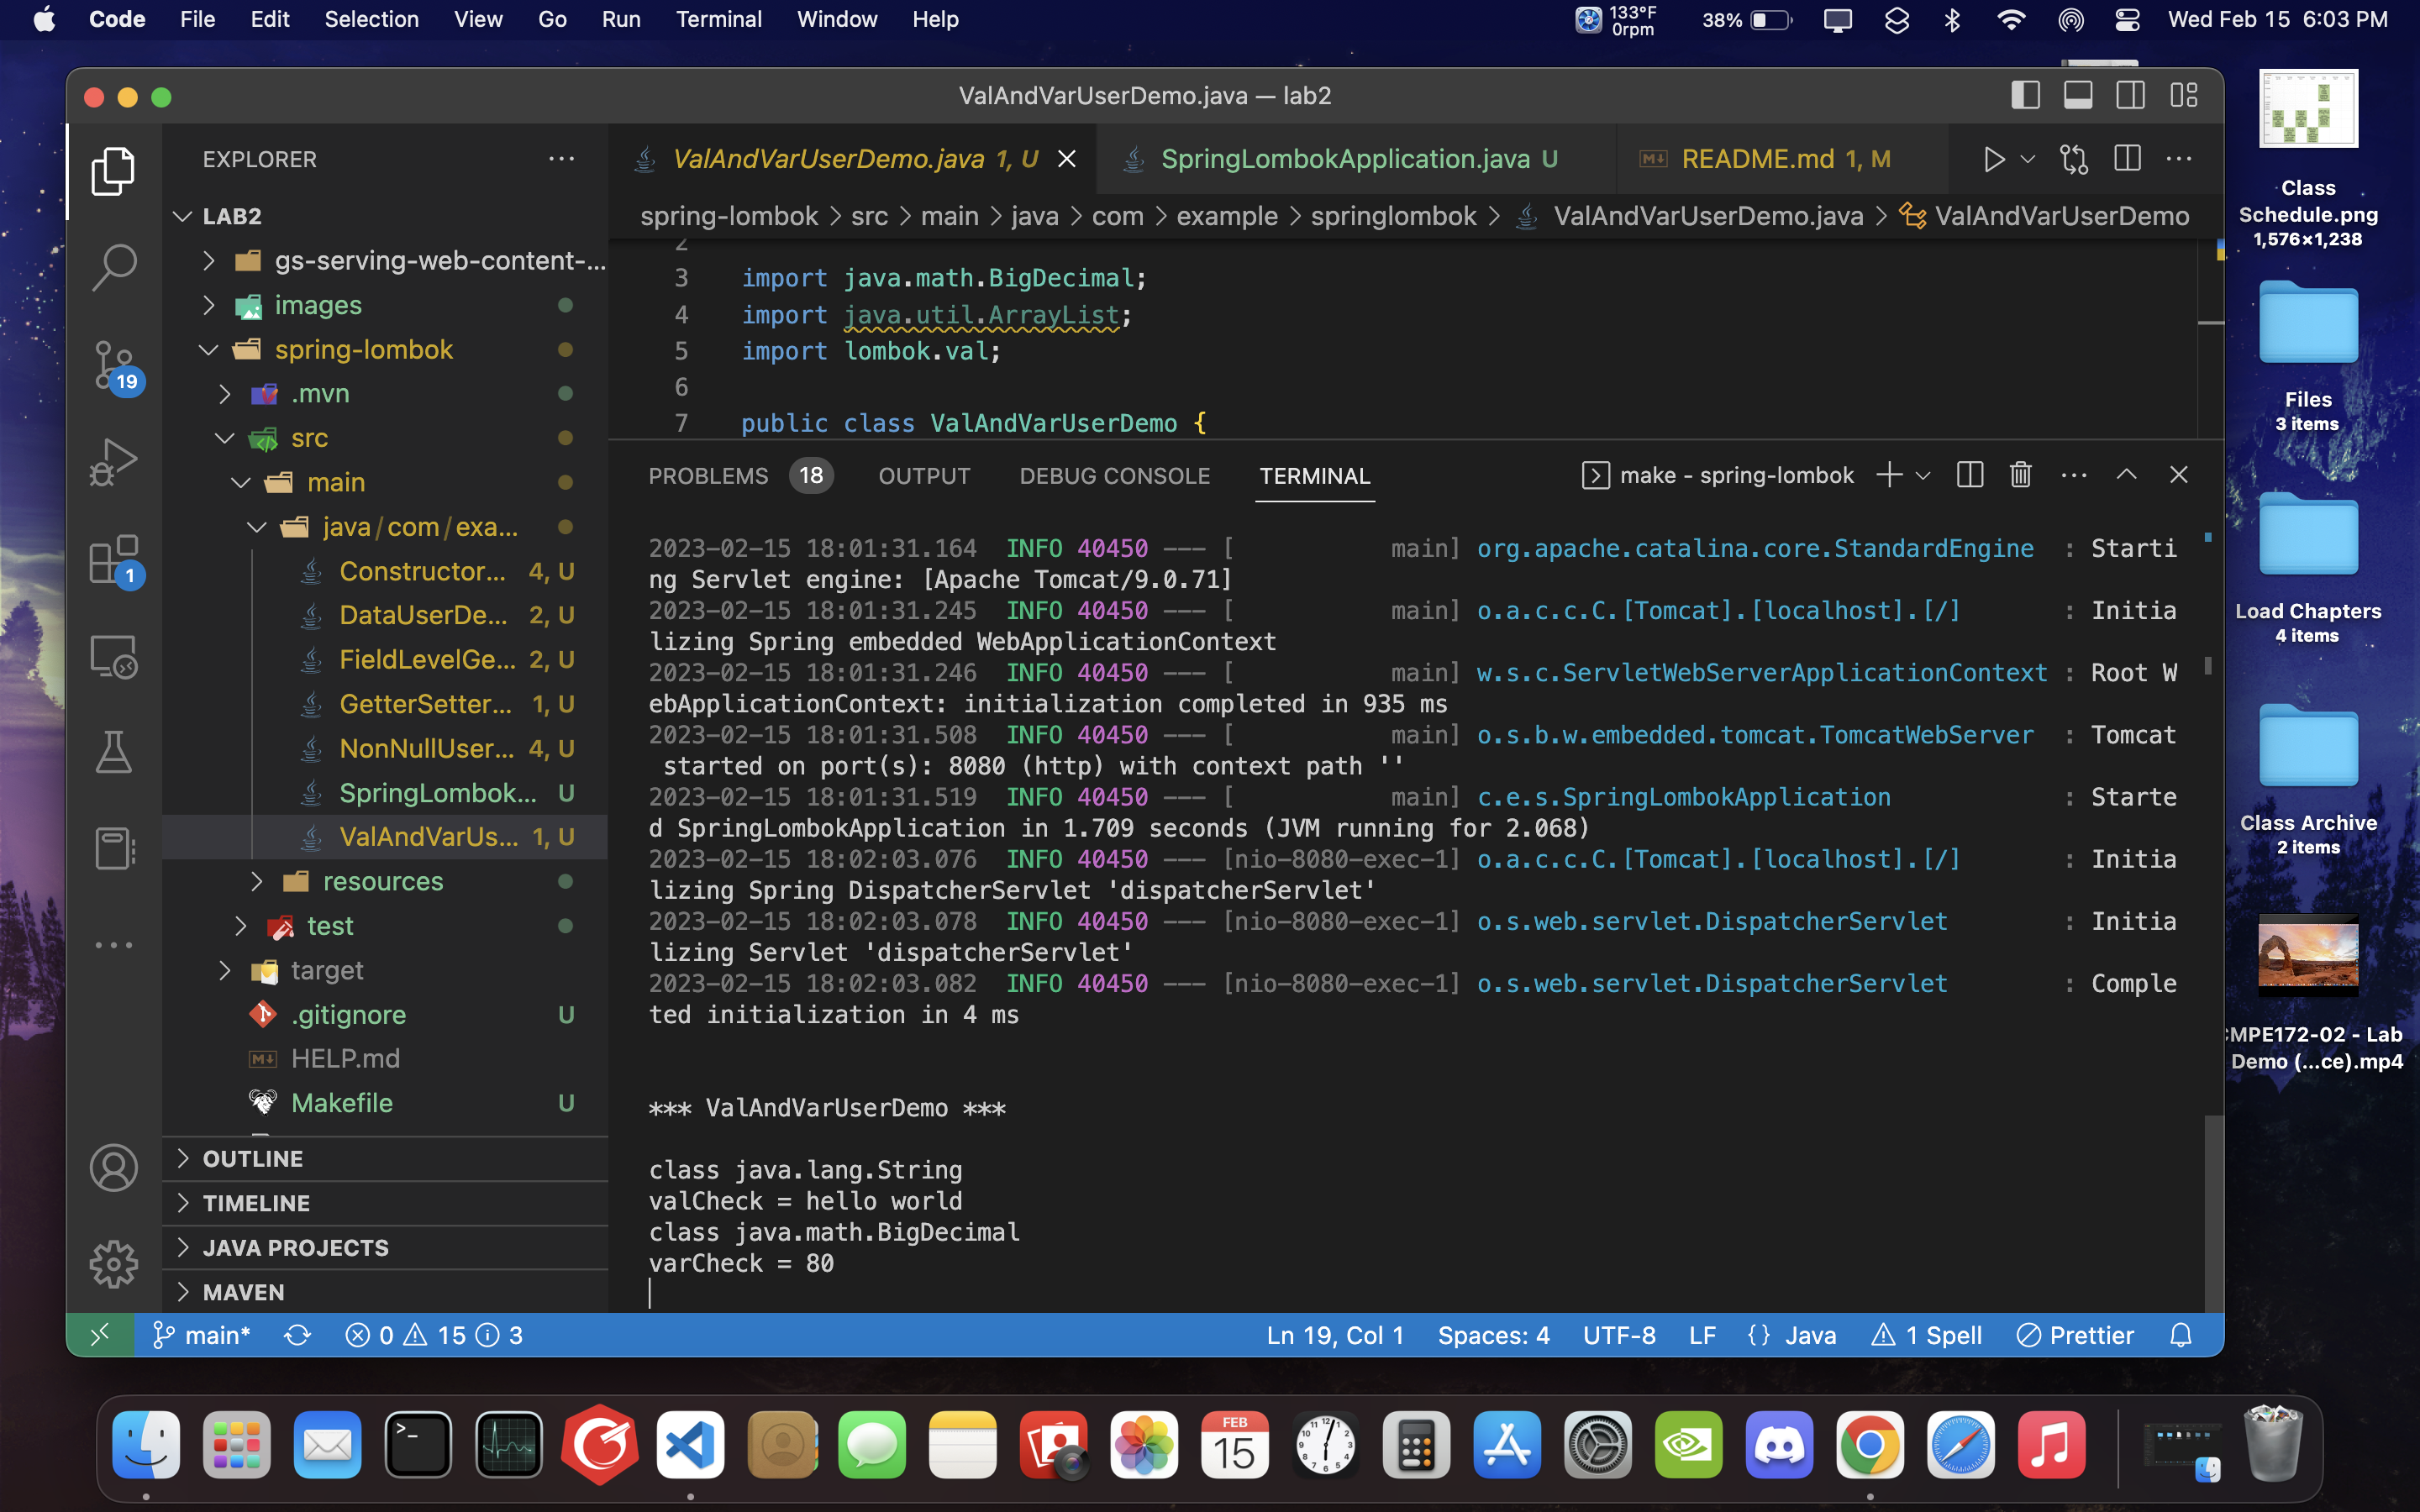 Code File Edit Selection View Go Run Terminal Window Help 133°F 0rpm 38% Wed Feb 15 6:03 PM
ValAndVarUserDemo.java — lab2
EXPLORER
LAB2
gs-serving-web-content-...
images
spring-lombok
.mvn
src
main
java/com/exa...
Constructor... 4, U
DataUserDe... 2, U
FieldLevelGe... 2, U
GetterSetter... 1, U
NonNullUser... 4, U
SpringLombok... U
ValAndVarUs... 1, U
resources
test
target
.gitignore U
HELP.md
Makefile U
OUTLINE
TIMELINE
JAVA PROJECTS
MAVEN
19
1
ValAndVarUserDemo.java 1, U SpringLombokApplication.java U README.md 1, M
spring-lombok > src > main > java > com > example > springlombok > ValAndVarUserDemo.java > ValAndVarUserDemo
2
3 import java.math.BigDecimal;
4 import java.util.ArrayList;
5 import lombok.val;
6
7 public class ValAndVarUserDemo {
PROBLEMS 18 OUTPUT DEBUG CONSOLE TERMINAL make - spring-lombok
2023-02-15 18:01:31.164 INFO 40450 --- [ main] org.apache.catalina.core.StandardEngine : Starti
ng Servlet engine: [Apache Tomcat/9.0.71]
2023-02-15 18:01:31.245 INFO 40450 --- [ main] o.a.c.c.C.[Tomcat].[localhost].[/] : Initia
lizing Spring embedded WebApplicationContext
2023-02-15 18:01:31.246 INFO 40450 --- [ main] w.s.c.ServletWebServerApplicationContext : Root W
ebApplicationContext: initialization completed in 935 ms
2023-02-15 18:01:31.508 INFO 40450 --- [ main] o.s.b.w.embedded.tomcat.TomcatWebServer : Tomcat
started on port(s): 8080 (http) with context path ''
2023-02-15 18:01:31.519 INFO 40450 --- [ main] c.e.s.SpringLombokApplication : Starte
d SpringLombokApplication in 1.709 seconds (JVM running for 2.068)
2023-02-15 18:02:03.076 INFO 40450 --- [nio-8080-exec-1] o.a.c.c.C.[Tomcat].[localhost].[/] : Initia
lizing Spring DispatcherServlet 'dispatcherServlet'
2023-02-15 18:02:03.078 INFO 40450 --- [nio-8080-exec-1] o.s.web.servlet.DispatcherServlet : Initia
lizing Servlet 'dispatcherServlet'
2023-02-15 18:02:03.082 INFO 40450 --- [nio-8080-exec-1] o.s.web.servlet.DispatcherServlet : Comple
ted initialization in 4 ms
*** ValAndVarUserDemo ***
class java.lang.String
valCheck = hello world
class java.math.BigDecimal
varCheck = 80
main* 0 15 3 Ln 19, Col 1 Spaces: 4 UTF-8 LF {} Java 1 Spell Prettier
Class
Schedule.png
1,576×1,238
Files
3 items
Load Chapters
4 items
Class Archive
2 items
CMPE172-02 - Lab
Demo (...ce).mp4
FEB
15